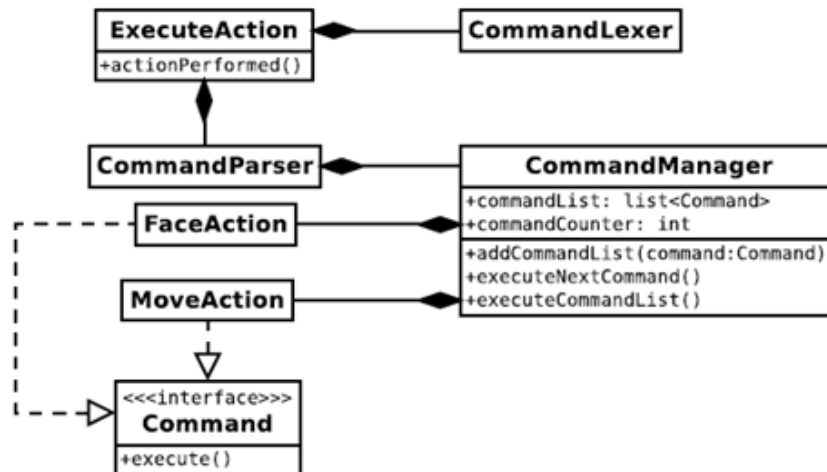 ExecuteAction
+actionPerformed()
CommandLexer
CommandParser
CommandManager
+commandList: list<Command>
+commandCounter: int
+addCommandList(command:Command)
+executeNextCommand()
+executeCommandList()
FaceAction
MoveAction
<<<interface>>>
Command
+execute()